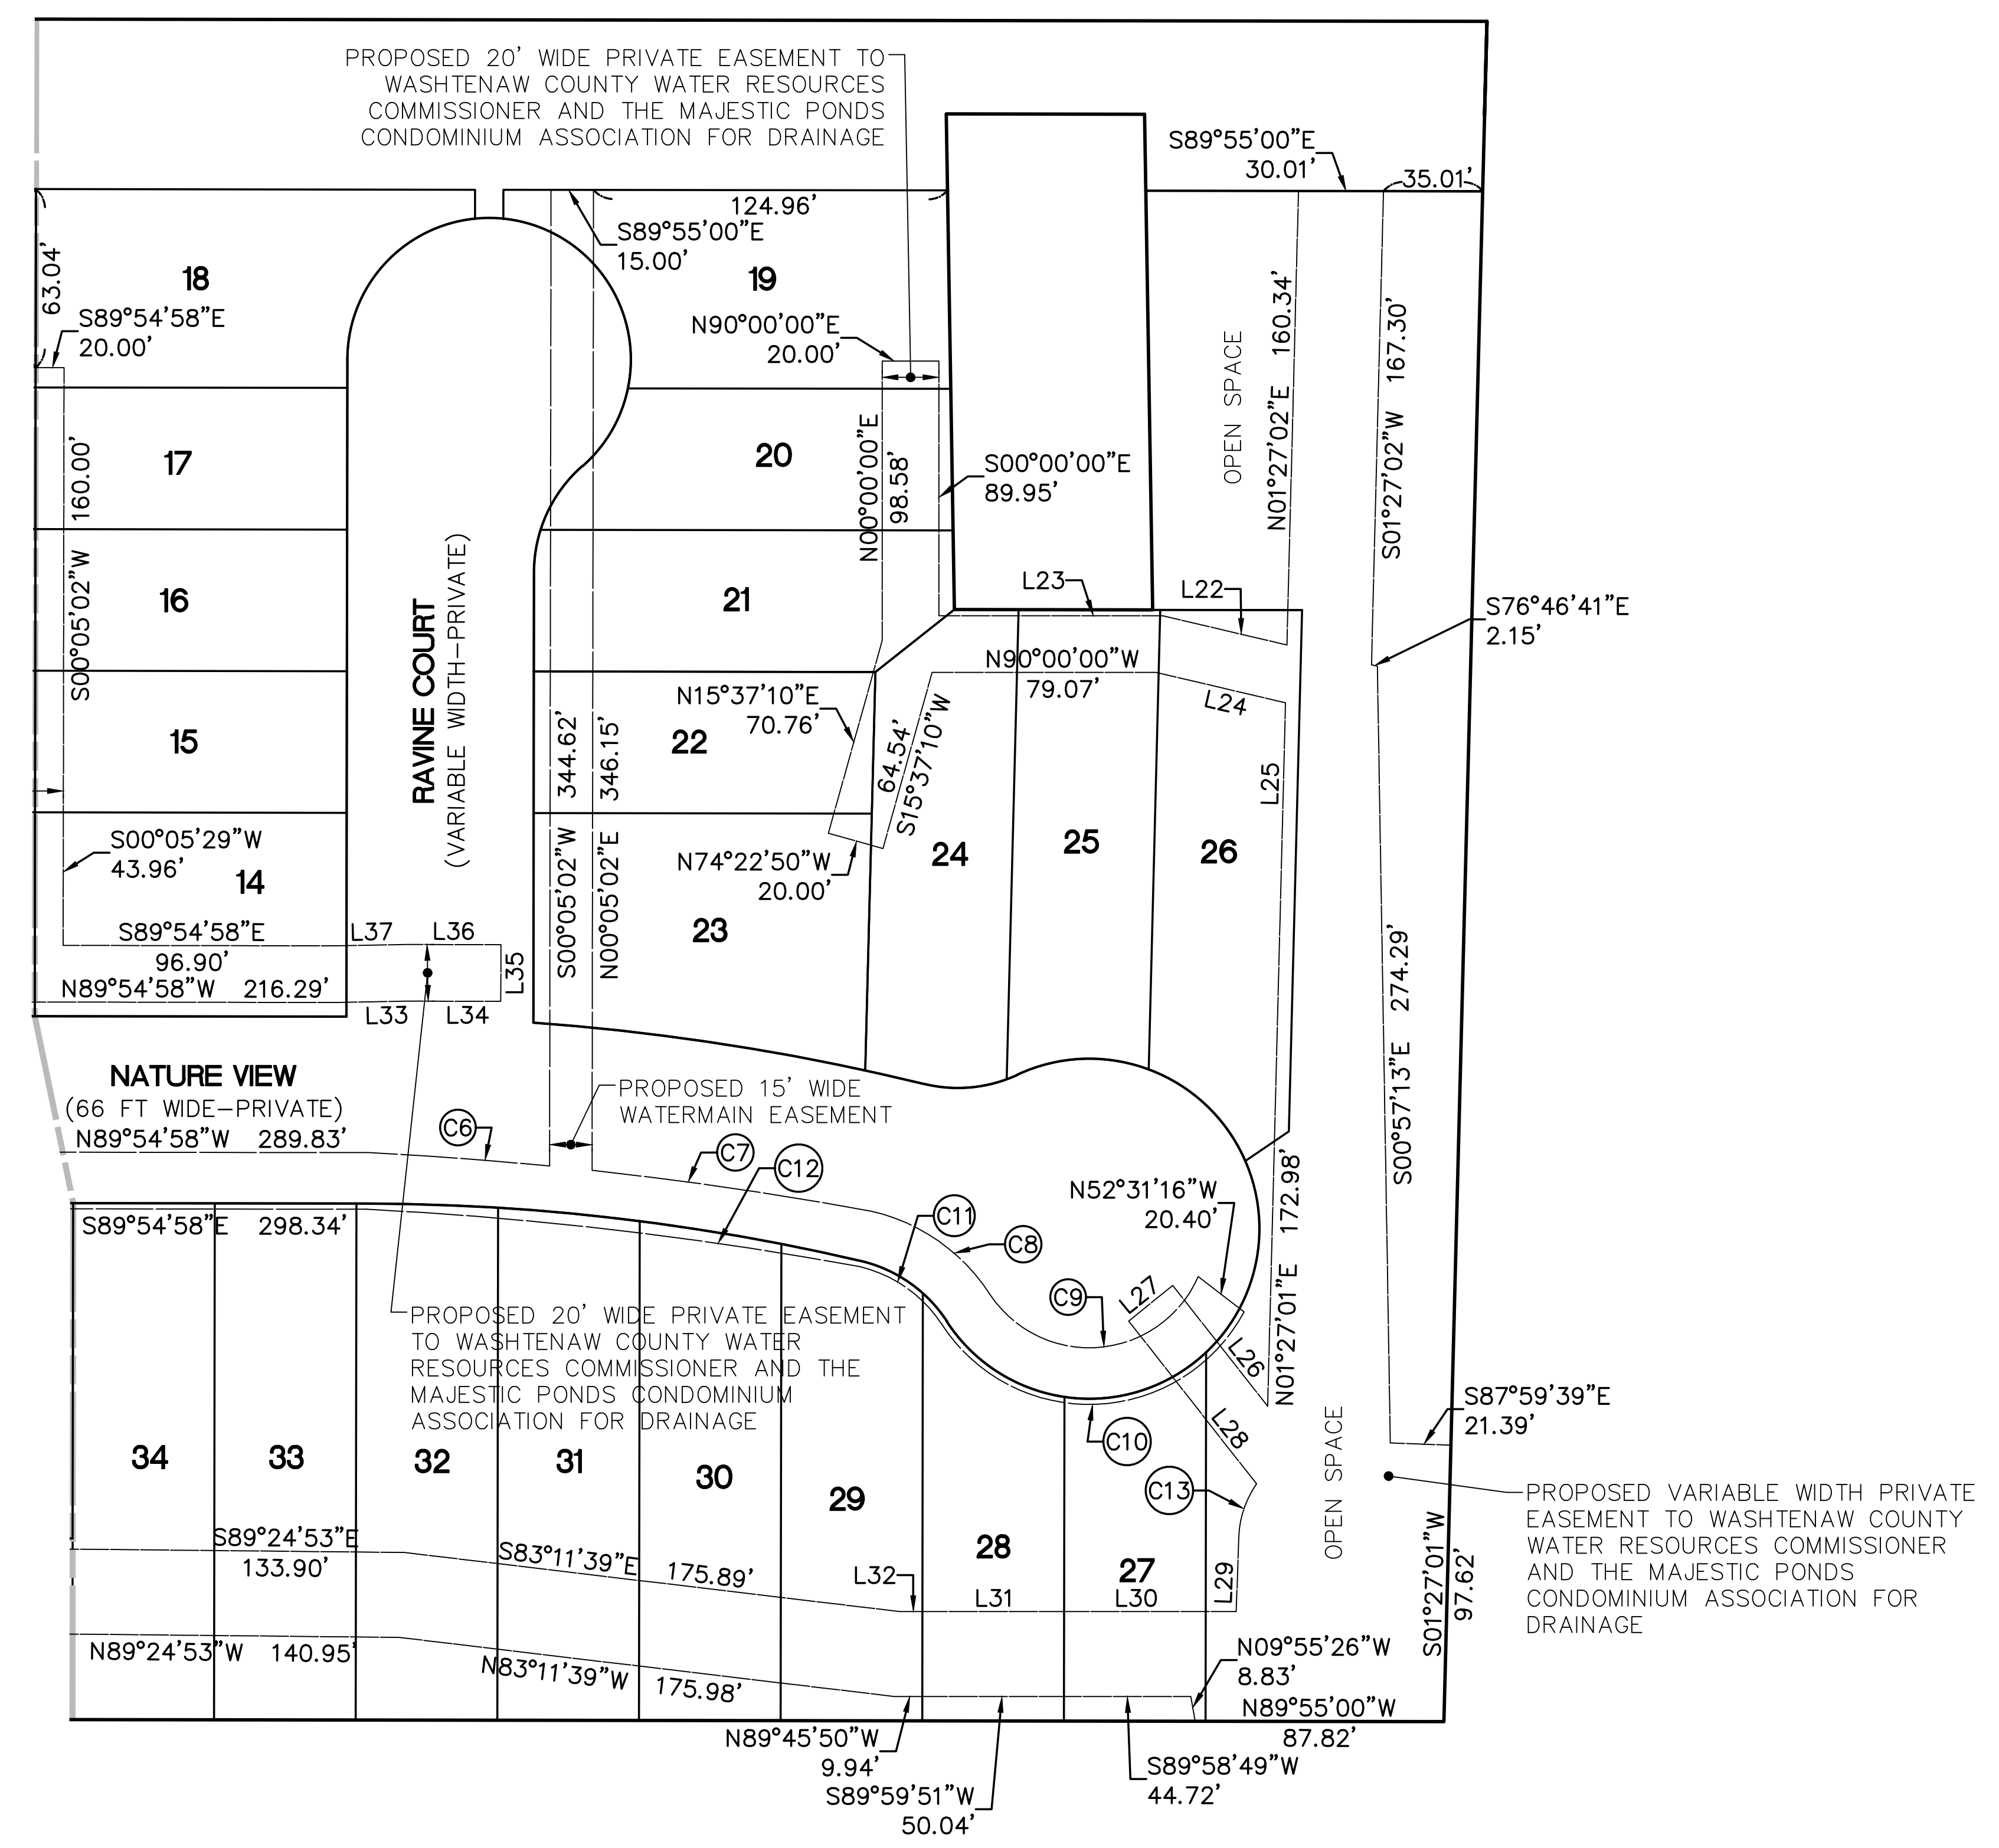 PROPOSED 20' WIDE PRIVATE EASEMENT TO
WASHTENAW COUNTY WATER RESOURCES
COMMISSIONER AND THE MAJESTIC PONDS
CONDOMINIUM ASSOCIATION FOR DRAINAGE
S89°55'00"E
30.01'
35.01'
124.96'
S89°55'00"E
15.00'
63.04'
18
19
S89°54'58"E
20.00'
N90°00'00"E
20.00'
OPEN SPACE
N01°27'02"E 160.34'
S01°27'02"W 167.30'
17
20
S00°05'02"W 160.00'
N00°00'00"E
98.58'
S00°00'00"E
89.95'
16
21
RAVINE COURT
(VARIABLE WIDTH-PRIVATE)
L23
L22
S76°46'41"E
2.15'
N90°00'00"W
79.07'
L24
15
22
N15°37'10"E
70.76'
64.54'
S15°37'10"W
S00°05'02"W 344.62'
N00°05'02"E 346.15'
L25
S00°05'29"W
43.96'
14
N74°22'50"W
20.00'
23
24
25
26
S89°54'58"E
96.90'
L37
L36
L35
N89°54'58"W 216.29'
L33
L34
S00°57'13"E 274.29'
NATURE VIEW
(66 FT WIDE-PRIVATE)
N89°54'58"W 289.83'
C6
PROPOSED 15' WIDE
WATERMAIN EASEMENT
C7
C12
C11
C8
C9
N52°31'16"W
20.40'
N01°27'01"E 172.98'
S89°54'58"E 298.34'
L27
L26
PROPOSED 20' WIDE PRIVATE EASEMENT
TO WASHTENAW COUNTY WATER
RESOURCES COMMISSIONER AND THE
MAJESTIC PONDS CONDOMINIUM
ASSOCIATION FOR DRAINAGE
S87°59'39"E
21.39'
C10
L28
C13
OPEN SPACE
34
33
32
31
30
29
28
27
PROPOSED VARIABLE WIDTH PRIVATE
EASEMENT TO WASHTENAW COUNTY
WATER RESOURCES COMMISSIONER
AND THE MAJESTIC PONDS
CONDOMINIUM ASSOCIATION FOR
DRAINAGE
S89°24'53"E
133.90'
S83°11'39"E 175.89'
L32
L31
L30
L29
S01°27'01"W
97.62'
N89°24'53"W 140.95'
N83°11'39"W 175.98'
N09°55'26"W
8.83'
N89°55'00"W
87.82'
N89°45'50"W
9.94'
S89°59'51"W
50.04'
S89°58'49"W
44.72'